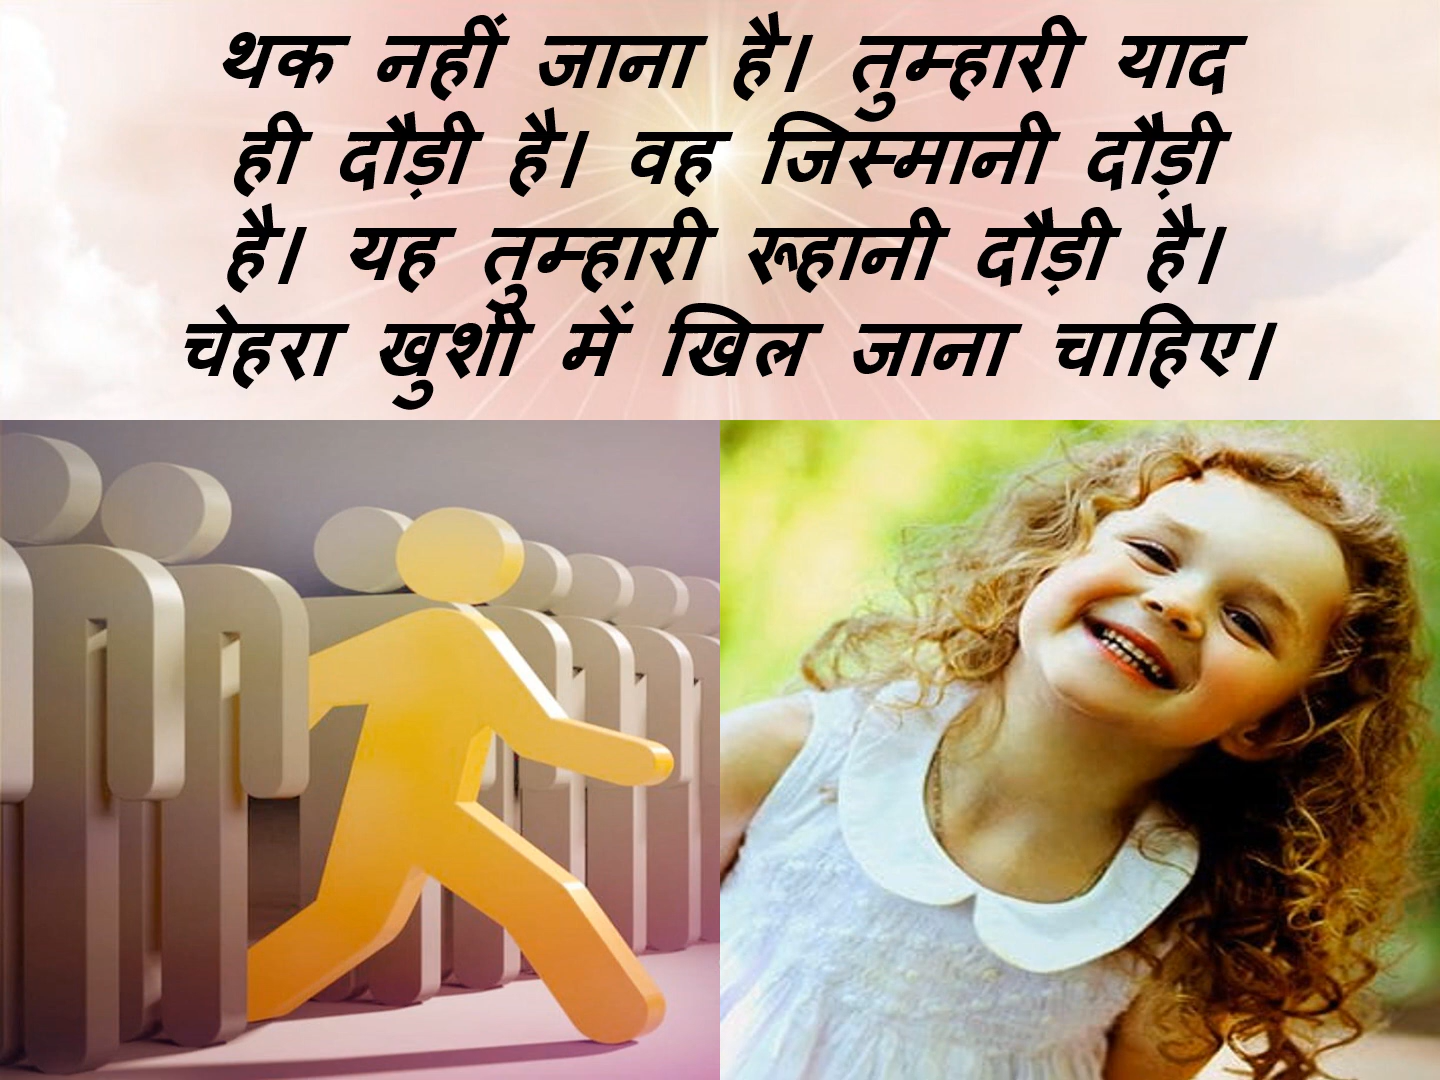 थक नहीं जाना है। तुम्हारी याद
ही दौड़ी है। वह जिस्मानी दौड़ी
है। यह तुम्हारी रूहानी दौड़ी है।
चेहरा खुशी में खिल जाना चाहिए।